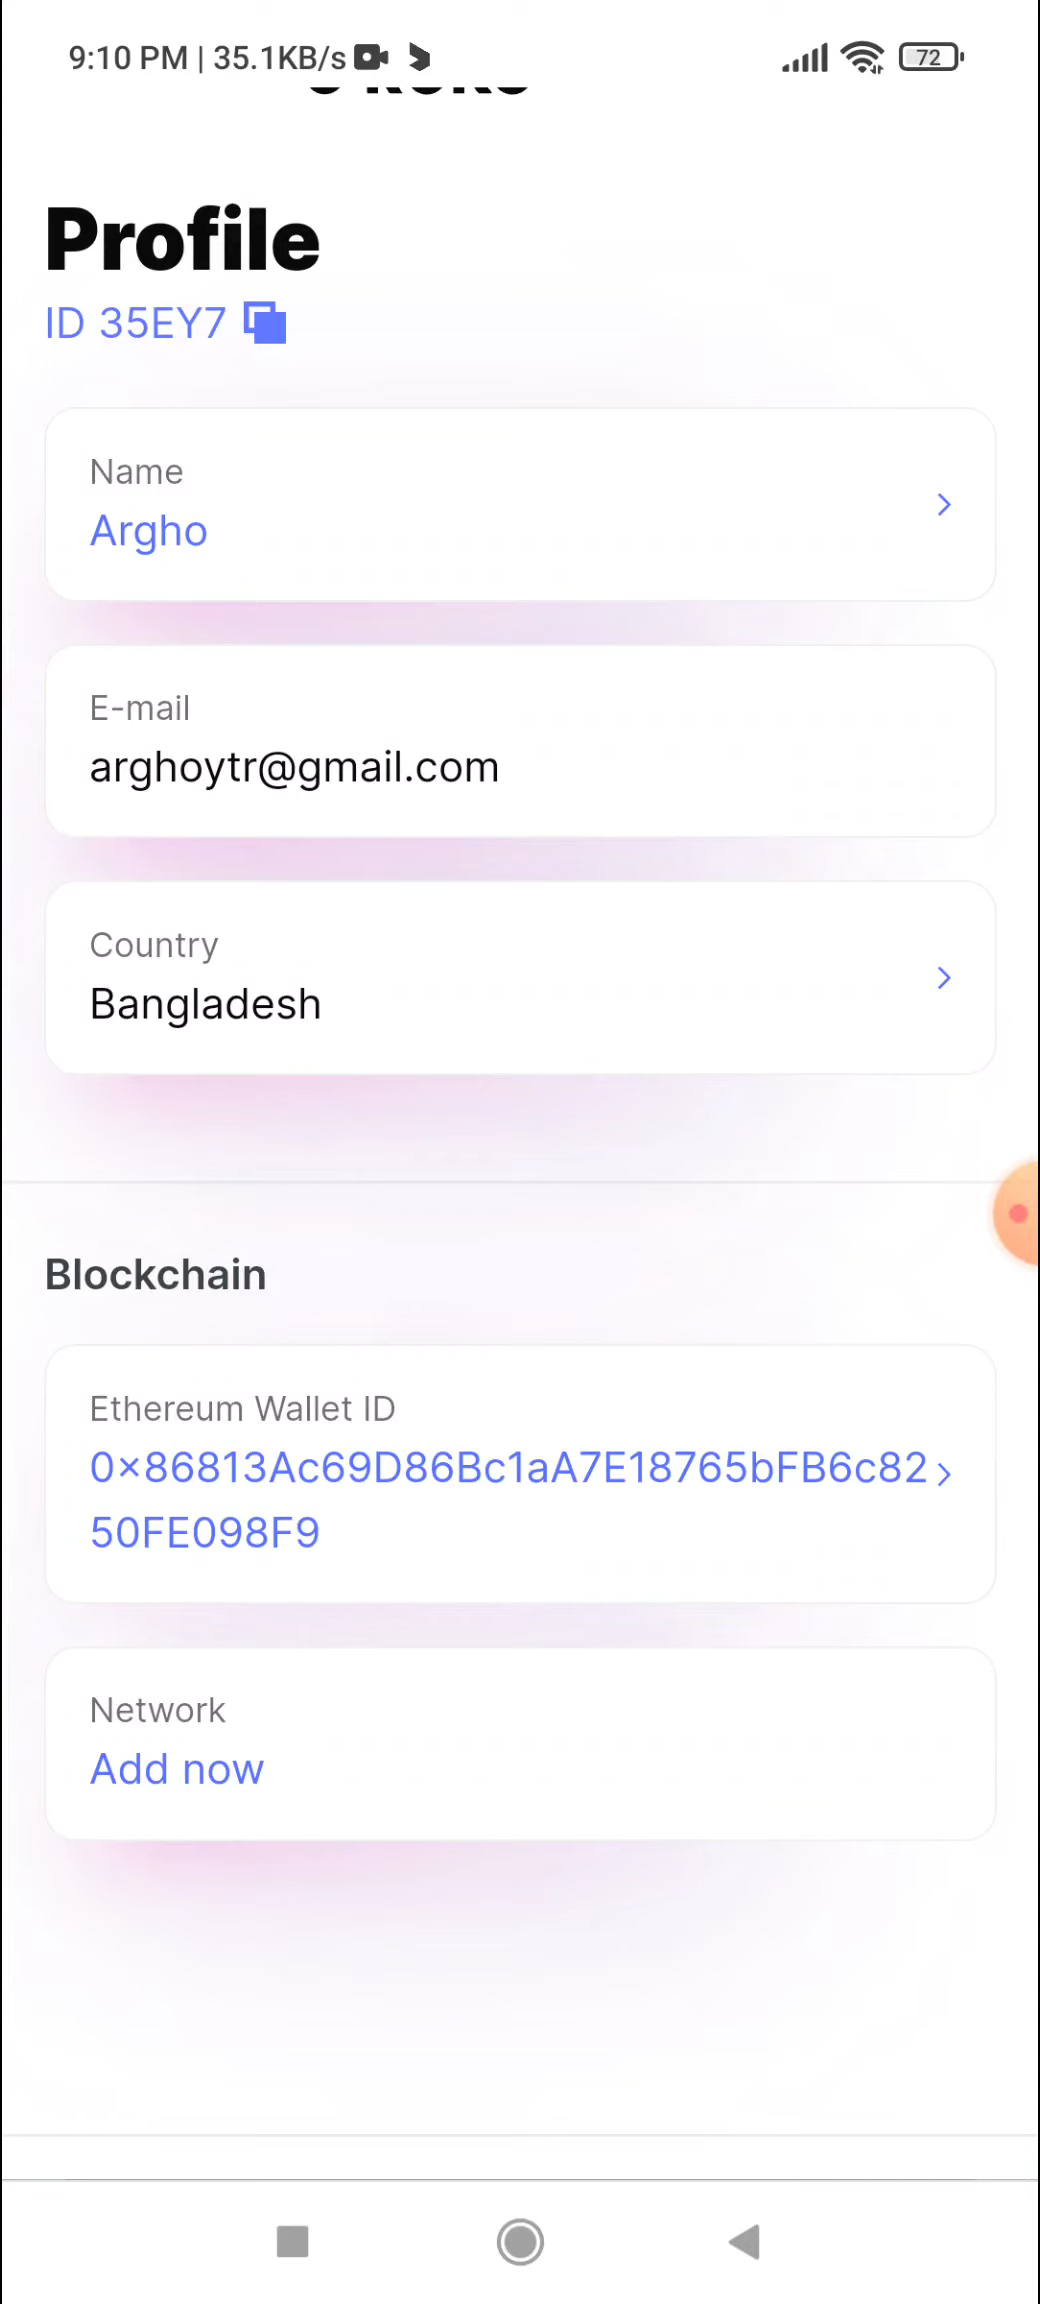 9:10 PM | 35.1KB/s 72
Profile
ID 35EY7
Name
Argho
E-mail
arghoytr@gmail.com
Country
Bangladesh
Blockchain
Ethereum Wallet ID
0×86813Ac69D86Bc1aA7E18765bFB6c82
50FE098F9
Network
Add now